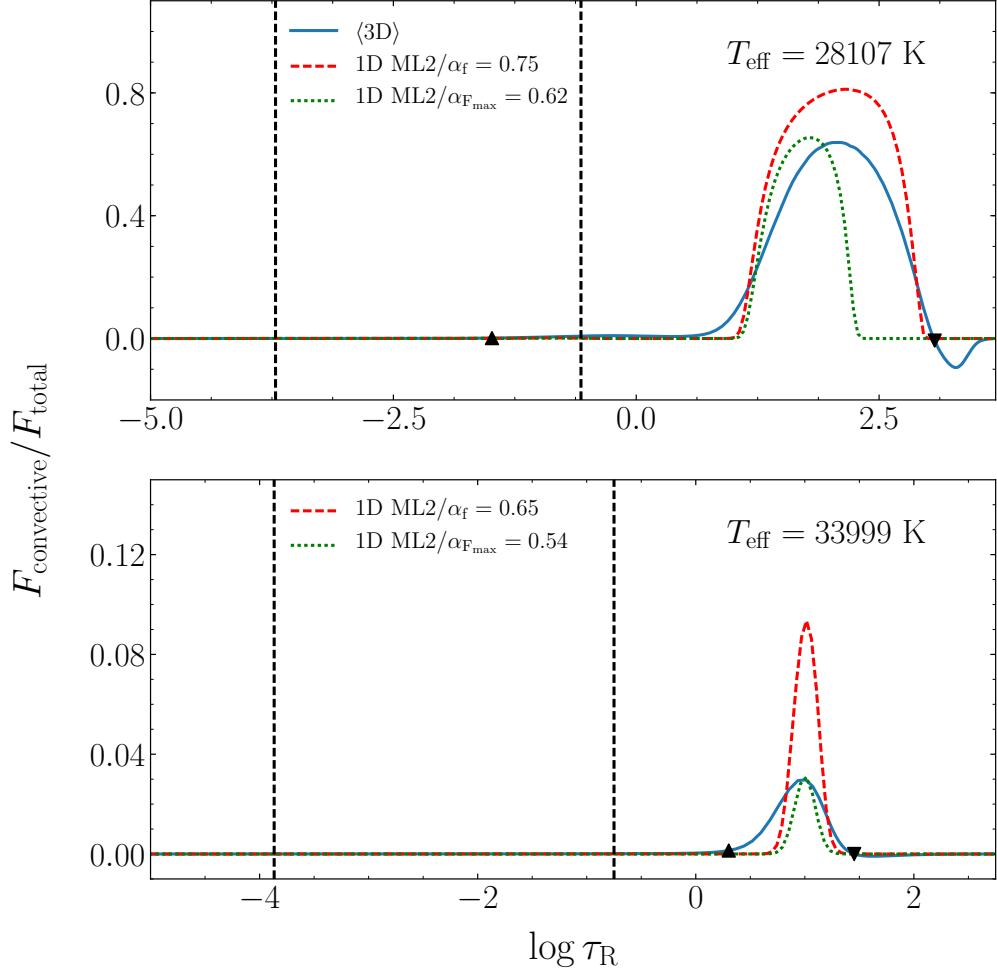 ⟨3D⟩
1D ML2/α_f = 0.75
1D ML2/α_F_max = 0.62
T_eff = 28107 K
0.8
0.4
0.0
−5.0 −2.5 0.0 2.5
F_convective/F_total
1D ML2/α_f = 0.65
1D ML2/α_F_max = 0.54
T_eff = 33999 K
0.12
0.08
0.04
0.00
−4 −2 0 2
log τ_R